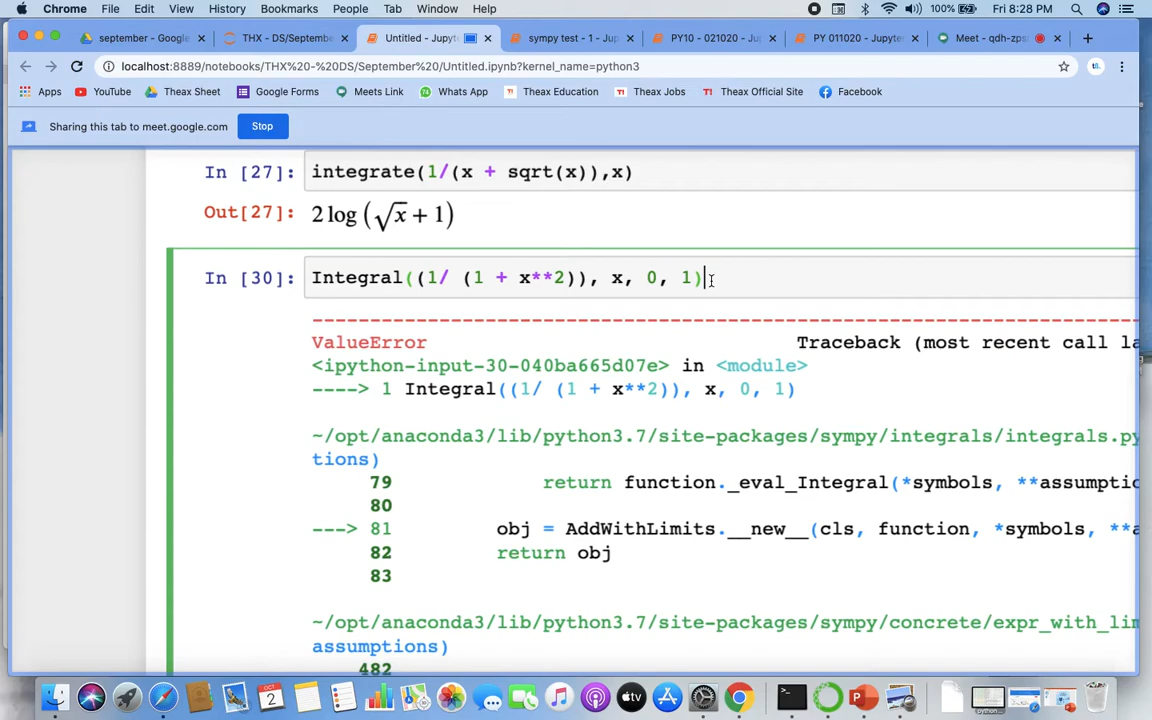 Chrome File Edit View History Bookmarks People Tab Window Help 100% Fri 8:28 PM
september - Google THX - DS/Septembe Untitled - Jupyte sympy test - 1 - Jup PY10 - 021020 - Ju PY 011020 - Jupyte Meet - qdh-zps
localhost:8889/notebooks/THX%20-%20DS/September%20/Untitled.ipynb?kernel_name=python3
Apps YouTube Theax Sheet Google Forms Meets Link Whats App Theax Education Theax Jobs Theax Official Site Facebook
Sharing this tab to meet.google.com Stop
In [27]: integrate(1/(x + sqrt(x)),x)
Out[27]: 2 log (√x + 1)
In [30]: Integral((1/ (1 + x**2)), x, 0, 1)
ValueError Traceback (most recent call la
<ipython-input-30-040ba665d07e> in <module>
----> 1 Integral((1/ (1 + x**2)), x, 0, 1)
~/opt/anaconda3/lib/python3.7/site-packages/sympy/integrals/integrals.py
tions)
79 return function._eval_Integral(*symbols, **assumptio
80
---> 81 obj = AddWithLimits.__new__(cls, function, *symbols, **a
82 return obj
83
~/opt/anaconda3/lib/python3.7/site-packages/sympy/concrete/expr_with_lim
assumptions)
482